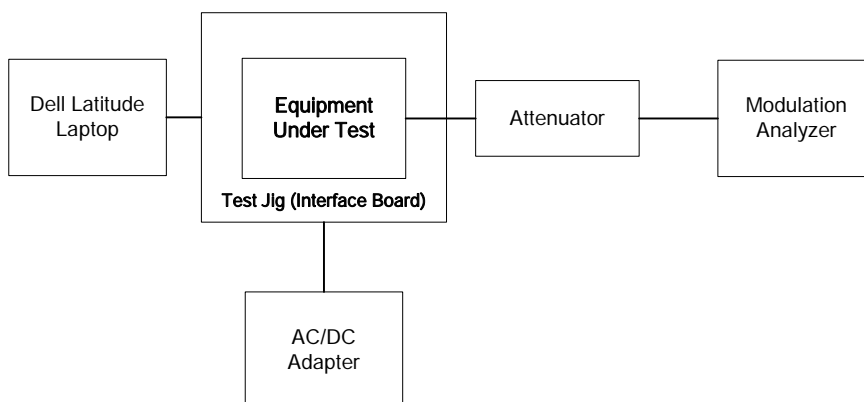 Dell Latitude
Laptop
Equipment
Under Test
Test Jig (Interface Board)
Attenuator
Modulation
Analyzer
AC/DC
Adapter